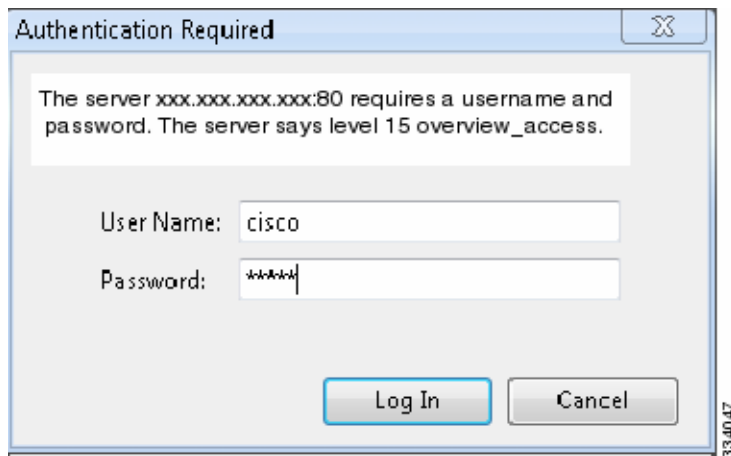 Authentication Required
The server xxx.xxx.xxx.xxx:80 requires a username and
password. The server says level 15 overview_access.
User Name: cisco
Password: *****
Log In Cancel
334047